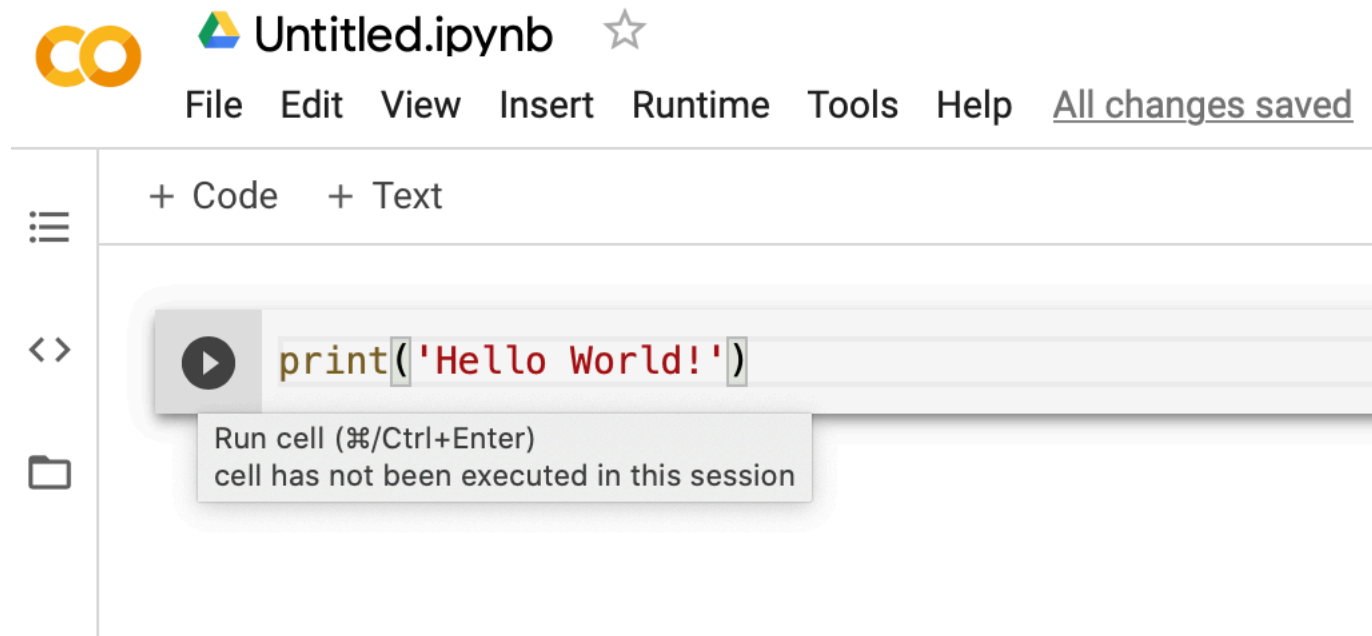 Untitled.ipynb
File Edit View Insert Runtime Tools Help All changes saved
+ Code + Text
print('Hello World!')
Run cell (⌘/Ctrl+Enter)
cell has not been executed in this session